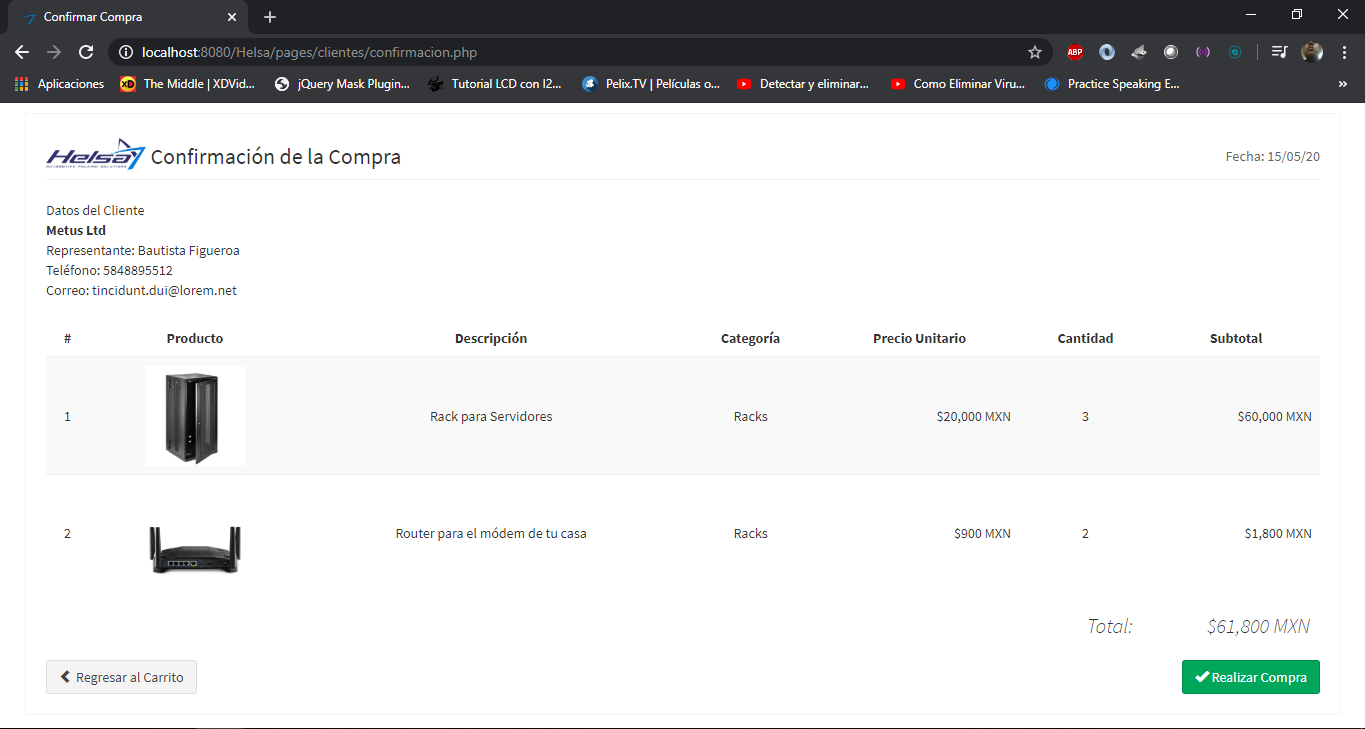 Confirmar Compra
localhost:8080/Helsa/pages/clientes/confirmacion.php
ABP
Aplicaciones
XD
The Middle | XDVid...
jQuery Mask Plugin...
Tutorial LCD con I2...
Pelix.TV | Películas o...
Detectar y eliminar...
Como Eliminar Viru...
Practice Speaking E...
»
Helsa
AUTOMOTIVE PACKING SOLUTIONS
Confirmación de la Compra
Fecha: 15/05/20
Datos del Cliente
Metus Ltd
Representante: Bautista Figueroa
Teléfono: 5848895512
Correo: tincidunt.dui@lorem.net
# Producto Descripción Categoría Precio Unitario Cantidad Subtotal
1 Rack para Servidores Racks $20,000 MXN 3 $60,000 MXN
2 Router para el módem de tu casa Racks $900 MXN 2 $1,800 MXN
Total: $61,800 MXN
Regresar al Carrito
Realizar Compra